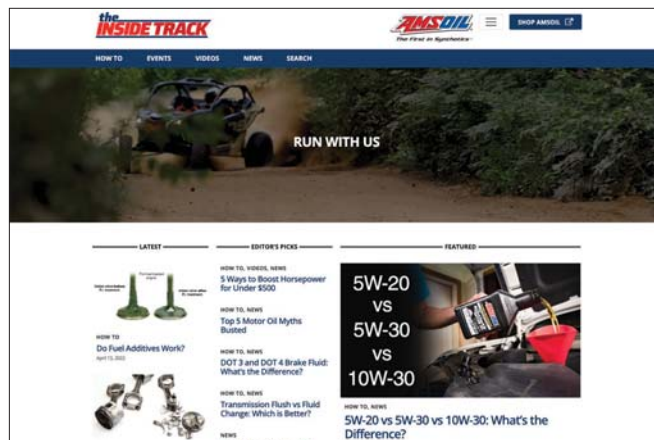 the
INSIDE TRACK
AMSOIL
The First in Synthetics
SHOP AMSOIL
HOW TO EVENTS VIDEOS NEWS SEARCH
RUN WITH US
LATEST
HOW TO
Do Fuel Additives Work?
April 13, 2022
EDITOR'S PICKS
HOW TO, VIDEOS, NEWS
5 Ways to Boost Horsepower
for Under $500
HOW TO, NEWS
Top 5 Motor Oil Myths
Busted
HOW TO, NEWS
DOT 3 and DOT 4 Brake Fluid:
What's the Difference?
HOW TO, NEWS
Transmission Flush vs Fluid
Change: Which is Better?
NEWS
FEATURED
5W-20
vs
5W-30
vs
10W-30
AMSOIL
HOW TO, NEWS
5W-20 vs 5W-30 vs 10W-30: What's the
Difference?